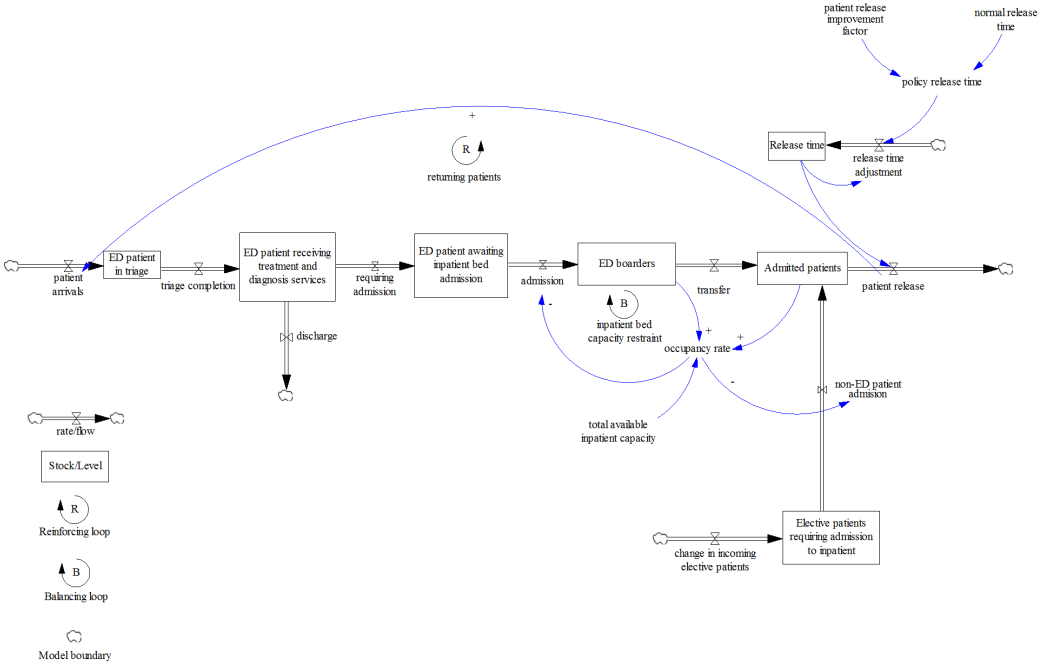 patient release
improvement
factor
normal release
time
policy release time
+
Release time
R
release time
adjustment
returning patients
ED patient
in triage
ED patient receiving
treatment and
diagnosis services
ED patient awaiting
inpatient bed
admission
ED boarders
Admitted patients
patient
arrivals
triage completion
requiring
admission
admission
transfer
patient release
-
B
inpatient bed
capacity restraint
+
+
occupancy rate
discharge
-
non-ED patient
admision
total available
inpatient capacity
rate/flow
Stock/Level
R
Reinforcing loop
Elective patients
requiring admission
to inpatient
change in incoming
elective patients
B
Balancing loop
Model boundary